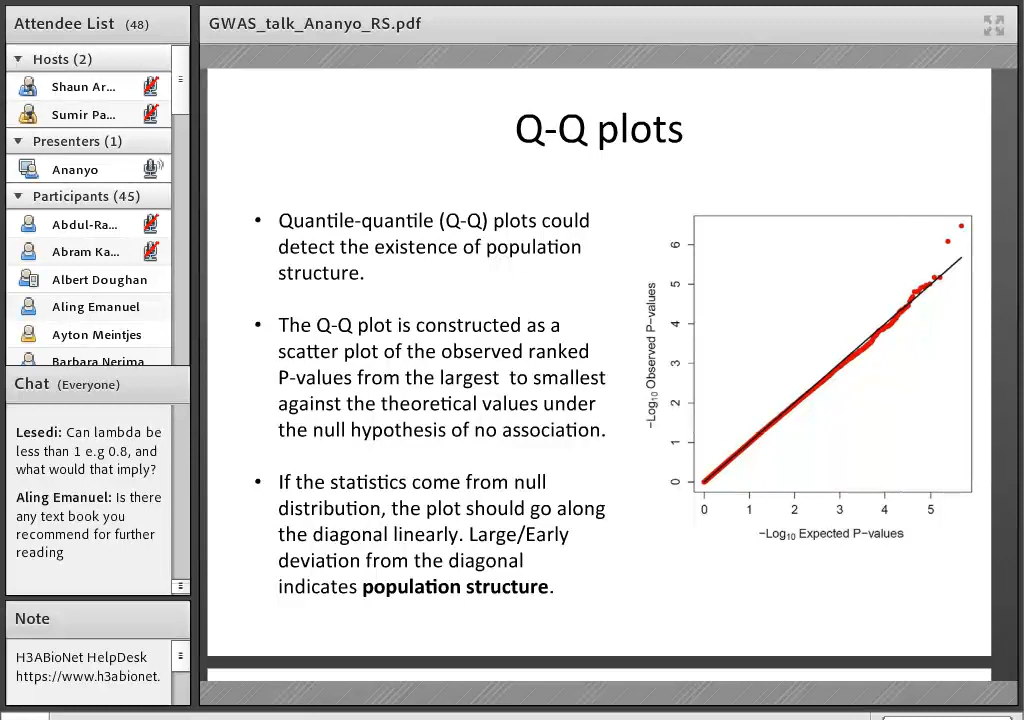 Attendee List (48)
Hosts (2)
Shaun Ar...
Sumir Pa...
Presenters (1)
Ananyo
Participants (45)
Abdul-Ra...
Abram Ka...
Albert Doughan
Aling Emanuel
Ayton Meintjes
Barbara Nerima
Chat (Everyone)
Lesedi: Can lambda be
less than 1 e.g 0.8, and
what would that imply?
Aling Emanuel: Is there
any text book you
recommend for further
reading
Note
H3ABioNet HelpDesk
https://www.h3abionet.
GWAS_talk_Ananyo_RS.pdf
Q-Q plots
• Quantile-quantile (Q-Q) plots could
detect the existence of population
structure.
• The Q-Q plot is constructed as a
scatter plot of the observed ranked
P-values from the largest to smallest
against the theoretical values under
the null hypothesis of no association.
• If the statistics come from null
distribution, the plot should go along
the diagonal linearly. Large/Early
deviation from the diagonal
indicates population structure.
−Log10 Observed P−values
6
5
4
3
2
1
0
0 1 2 3 4 5
−Log10 Expected P−values